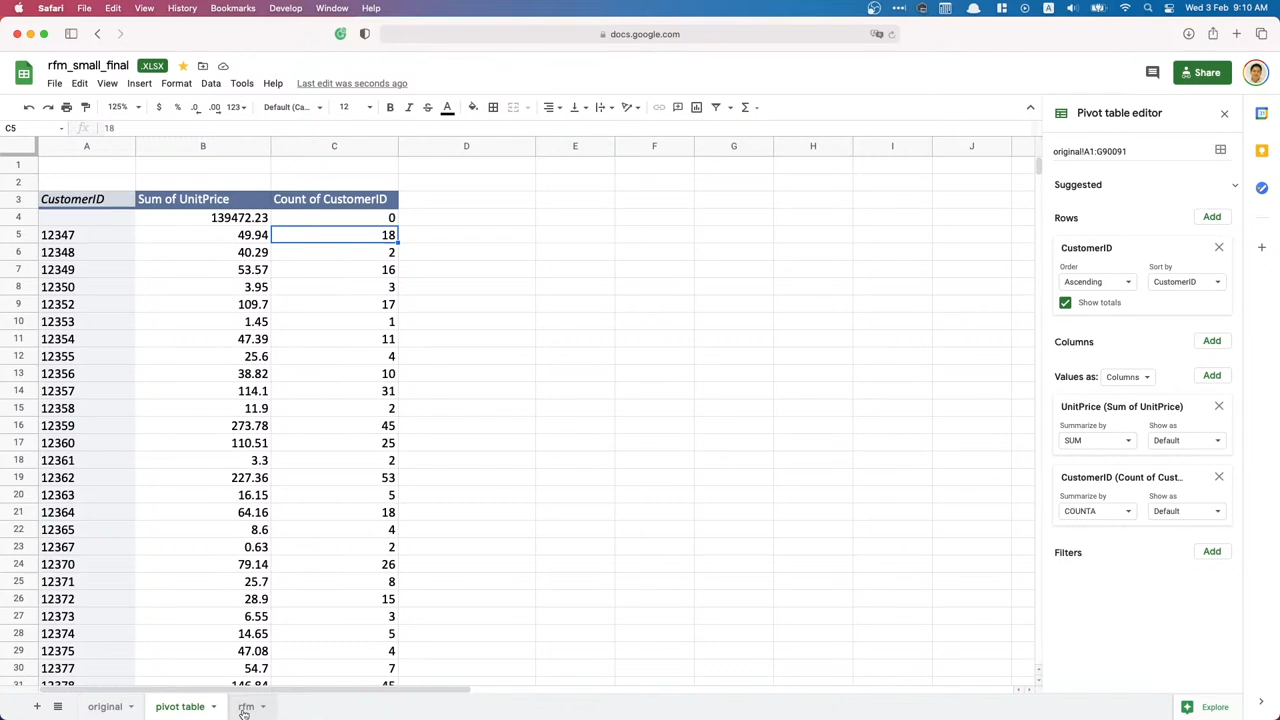 Safari File Edit View History Bookmarks Develop Window Help A Wed 3 Feb 9:10 AM
docs.google.com
rfm_small_final .XLSX
File Edit View Insert Format Data Tools Help Last edit was seconds ago
Share
125% $ % .0 .00 123 Default (Ca... 12 B I S A
Pivot table editor
C5 fx 18
original!A1:G90091
A B C D E F G H I J
Suggested
1
2
3 CustomerID Sum of UnitPrice Count of CustomerID
4 139472.23 0
5 12347 49.94 18
6 12348 40.29 2
7 12349 53.57 16
8 12350 3.95 3
9 12352 109.7 17
10 12353 1.45 1
11 12354 47.39 11
12 12355 25.6 4
13 12356 38.82 10
14 12357 114.1 31
15 12358 11.9 2
16 12359 273.78 45
17 12360 110.51 25
18 12361 3.3 2
19 12362 227.36 53
20 12363 16.15 5
21 12364 64.16 18
22 12365 8.6 4
23 12367 0.63 2
24 12370 79.14 26
25 12371 25.7 8
26 12372 28.9 15
27 12373 6.55 3
28 12374 14.65 5
29 12375 47.08 4
30 12377 54.7 7
31 12378 146.84 45
Rows Add
CustomerID
Order Sort by
Ascending CustomerID
Show totals
Columns Add
Values as: Columns Add
UnitPrice (Sum of UnitPrice)
Summarize by Show as
SUM Default
CustomerID (Count of Cust...
Summarize by Show as
COUNTA Default
Filters Add
original pivot table rfm
Explore